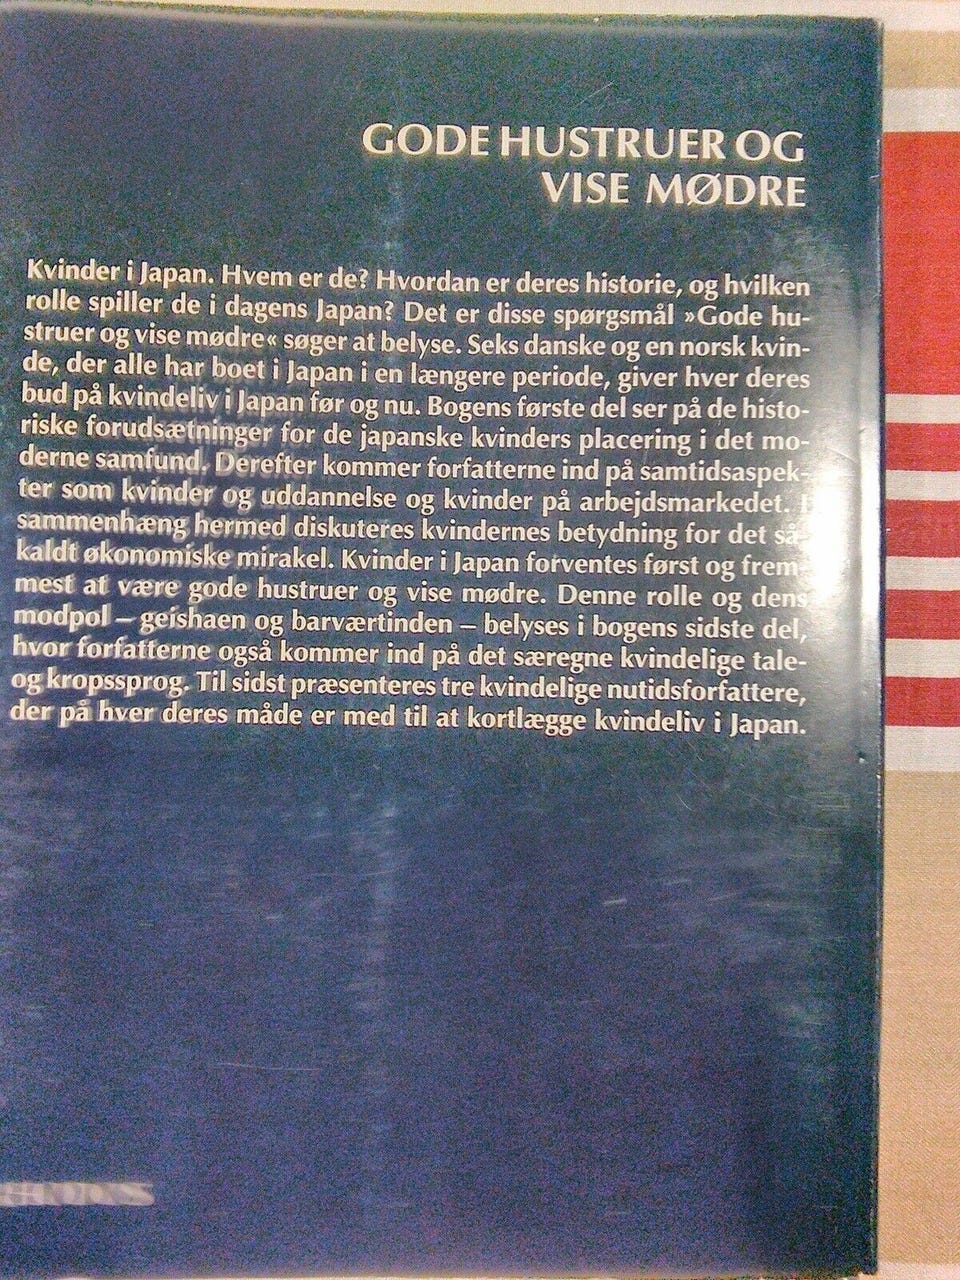 GODE HUSTRUER OG
VISE MØDRE
Kvinder i Japan. Hvem er de? Hvordan er deres historie, og hvilken
rolle spiller de i dagens Japan? Det er disse spørgsmål »Gode hu-
struer og vise mødre« søger at belyse. Seks danske og en norsk kvin-
de, der alle har boet i Japan i en længere periode, giver hver deres
bud på kvindeliv i Japan før og nu. Bogens første del ser på de histo-
riske forudsætninger for de japanske kvinders placering i det mo-
derne samfund. Derefter kommer forfatterne ind på samtidsaspek-
ter som kvinder og uddannelse og kvinder på arbejdsmarkedet. I
sammenhæng hermed diskuteres kvindernes betydning for det så-
kaldt økonomiske mirakel. Kvinder i Japan forventes først og frem-
mest at være gode hustruer og vise mødre. Denne rolle og dens
modpol – geishaen og barværtinden – belyses i bogens sidste del,
hvor forfatterne også kommer ind på det særegne kvindelige tale-
og kropssprog. Til sidst præsenteres tre kvindelige nutidsforfattere,
der på hver deres måde er med til at kortlægge kvindeliv i Japan.